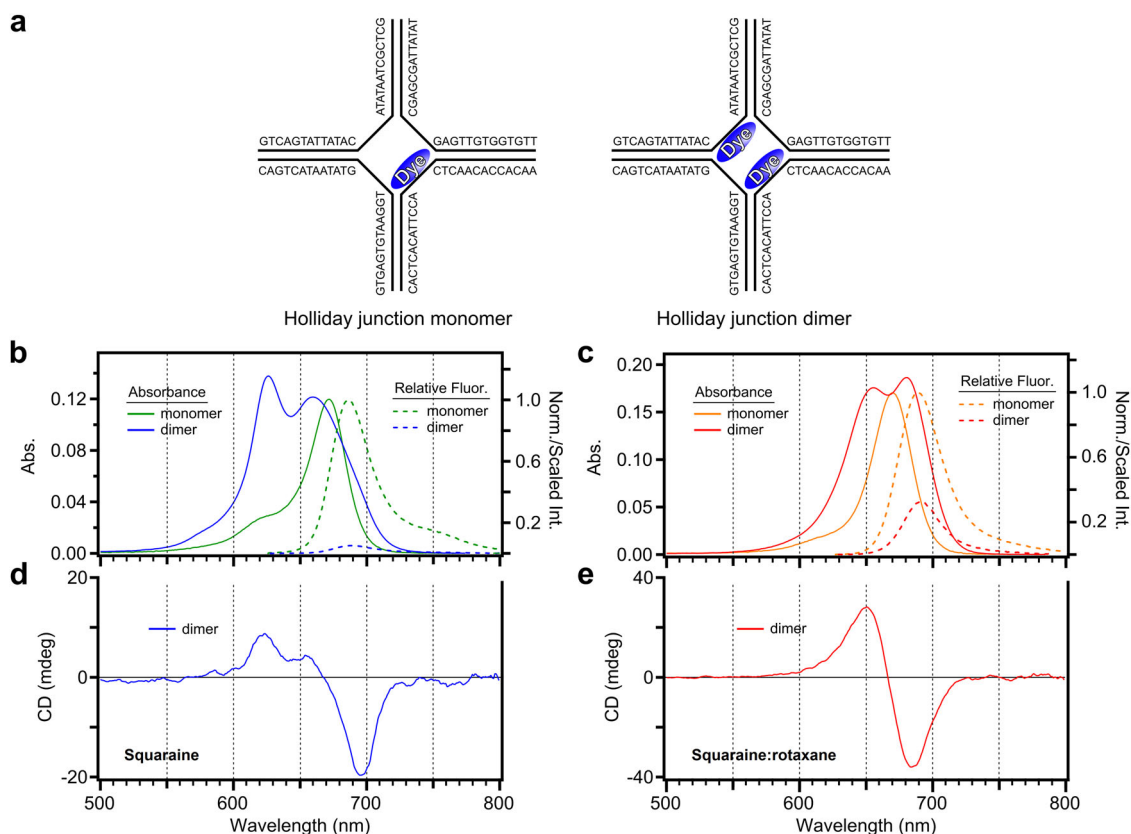 a
ATATAATCGCTCG
CGAGCGATTATAT
GTCAGTATTATAC
GAGTTGTGGTGTT
Dye
CAGTCATAATATG
CTCAACACCACAA
GTGAGTGTAAGGT
CACTCACATTCCA
Holliday junction monomer
ATATAATCGCTCG
CGAGCGATTATAT
GTCAGTATTATAC
GAGTTGTGGTGTT
Dye
Dye
CAGTCATAATATG
CTCAACACCACAA
GTGAGTGTAAGGT
CACTCACATTCCA
Holliday junction dimer
b
Absorbance
monomer
dimer
Relative Fluor.
monomer
dimer
0.12
0.08
0.04
0.00
Abs.
1.0
0.6
0.2
Norm./Scaled Int.
c
Absorbance
monomer
dimer
Relative Fluor.
monomer
dimer
0.20
0.15
0.10
0.05
0.00
Abs.
1.0
0.6
0.2
Norm./Scaled Int.
d
dimer
20
0
-20
CD (mdeg)
Squaraine
500 600 700 800
Wavelength (nm)
e
dimer
40
0
-40
CD (mdeg)
Squaraine:rotaxane
500 600 700 800
Wavelength (nm)